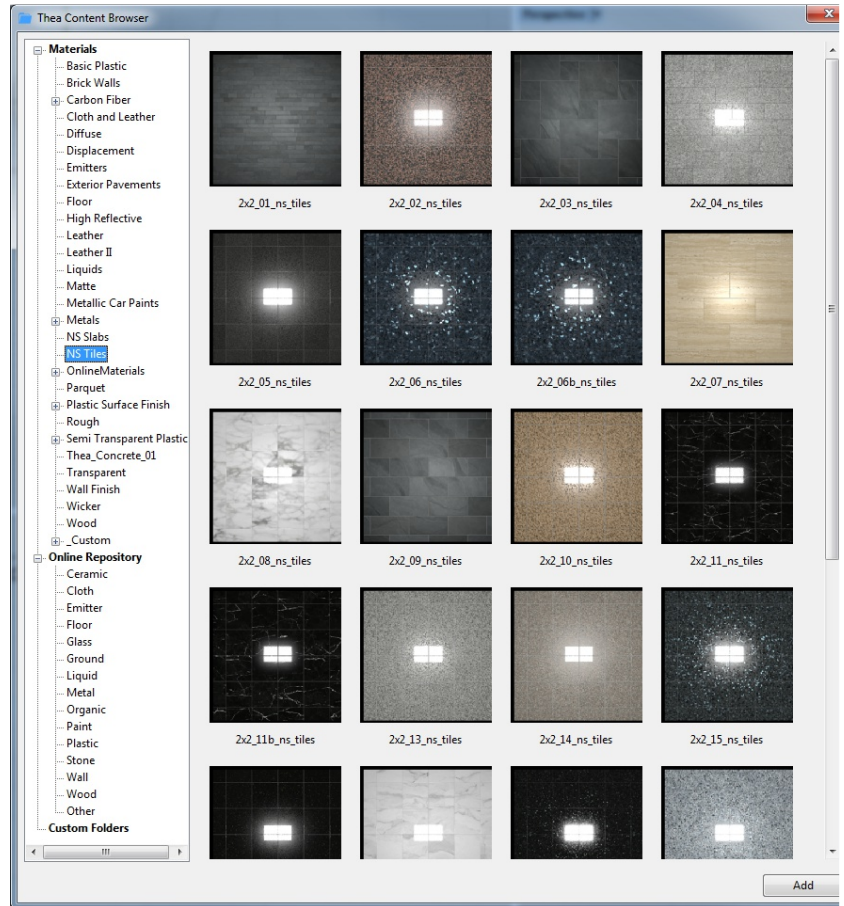 Thea Content Browser
Materials
Basic Plastic
Brick Walls
Carbon Fiber
Cloth and Leather
Diffuse
Displacement
Emitters
Exterior Pavements
Floor
High Reflective
Leather
Leather II
Liquids
Matte
Metallic Car Paints
Metals
NS Slabs
NS Tiles
OnlineMaterials
Parquet
Plastic Surface Finish
Rough
Semi Transparent Plastic
Thea_Concrete_01
Transparent
Wall Finish
Wicker
Wood
_Custom
Online Repository
Ceramic
Cloth
Emitter
Floor
Glass
Ground
Liquid
Metal
Organic
Paint
Plastic
Stone
Wall
Wood
Other
Custom Folders
2x2_01_ns_tiles 2x2_02_ns_tiles 2x2_03_ns_tiles 2x2_04_ns_tiles
2x2_05_ns_tiles 2x2_06_ns_tiles 2x2_06b_ns_tiles 2x2_07_ns_tiles
2x2_08_ns_tiles 2x2_09_ns_tiles 2x2_10_ns_tiles 2x2_11_ns_tiles
2x2_11b_ns_tiles 2x2_13_ns_tiles 2x2_14_ns_tiles 2x2_15_ns_tiles
Add